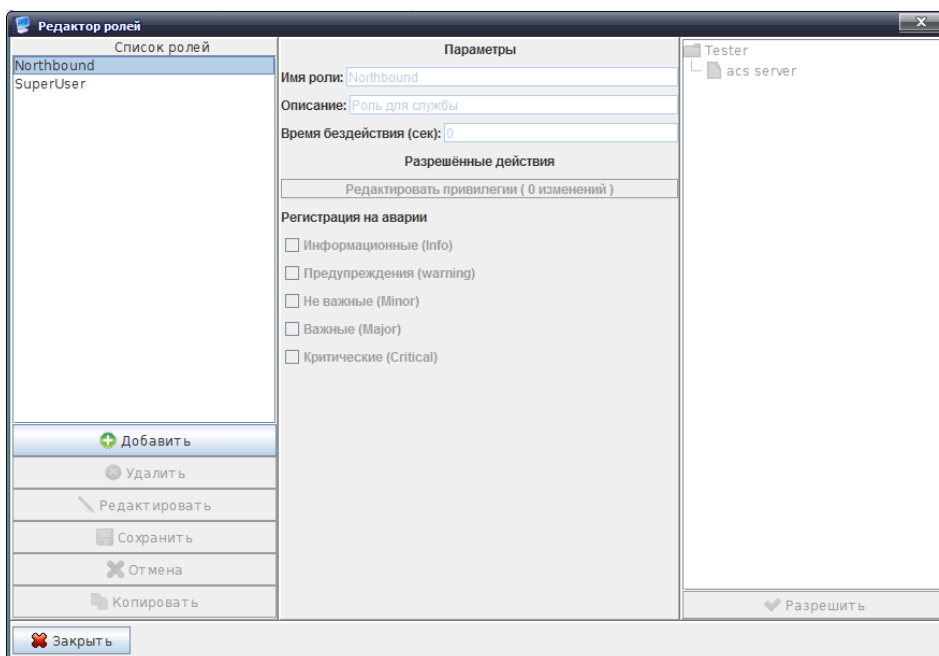 Редактор ролей
Список ролей
Northbound
SuperUser
Добавить
Удалить
Редактировать
Сохранить
Отмена
Копировать
Закрыть
Параметры
Имя роли: Northbound
Описание: Роль для службы
Время бездействия (сек): 0
Разрешённые действия
Редактировать привилегии ( 0 изменений )
Регистрация на аварии
Информационные (Info)
Предупреждения (warning)
Не важные (Minor)
Важные (Major)
Критические (Critical)
Tester
acs server
Разрешить